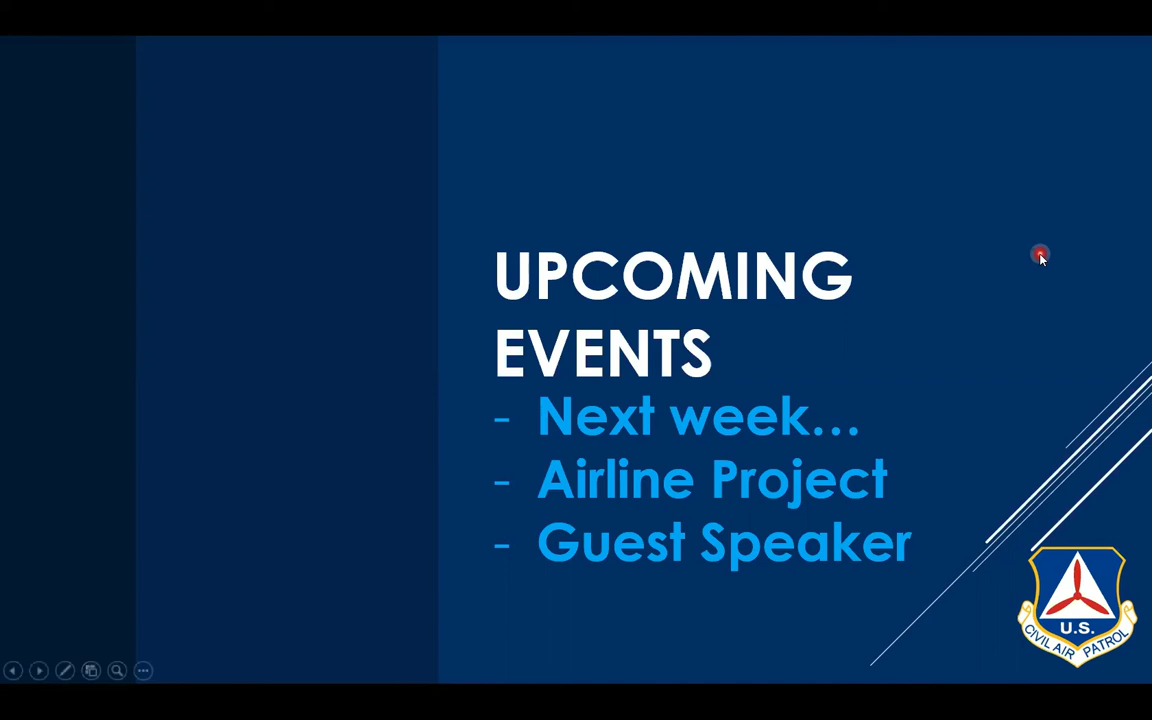 UPCOMING
EVENTS
- Next week...
- Airline Project
- Guest Speaker
U.S.
CIVIL AIR PATROL